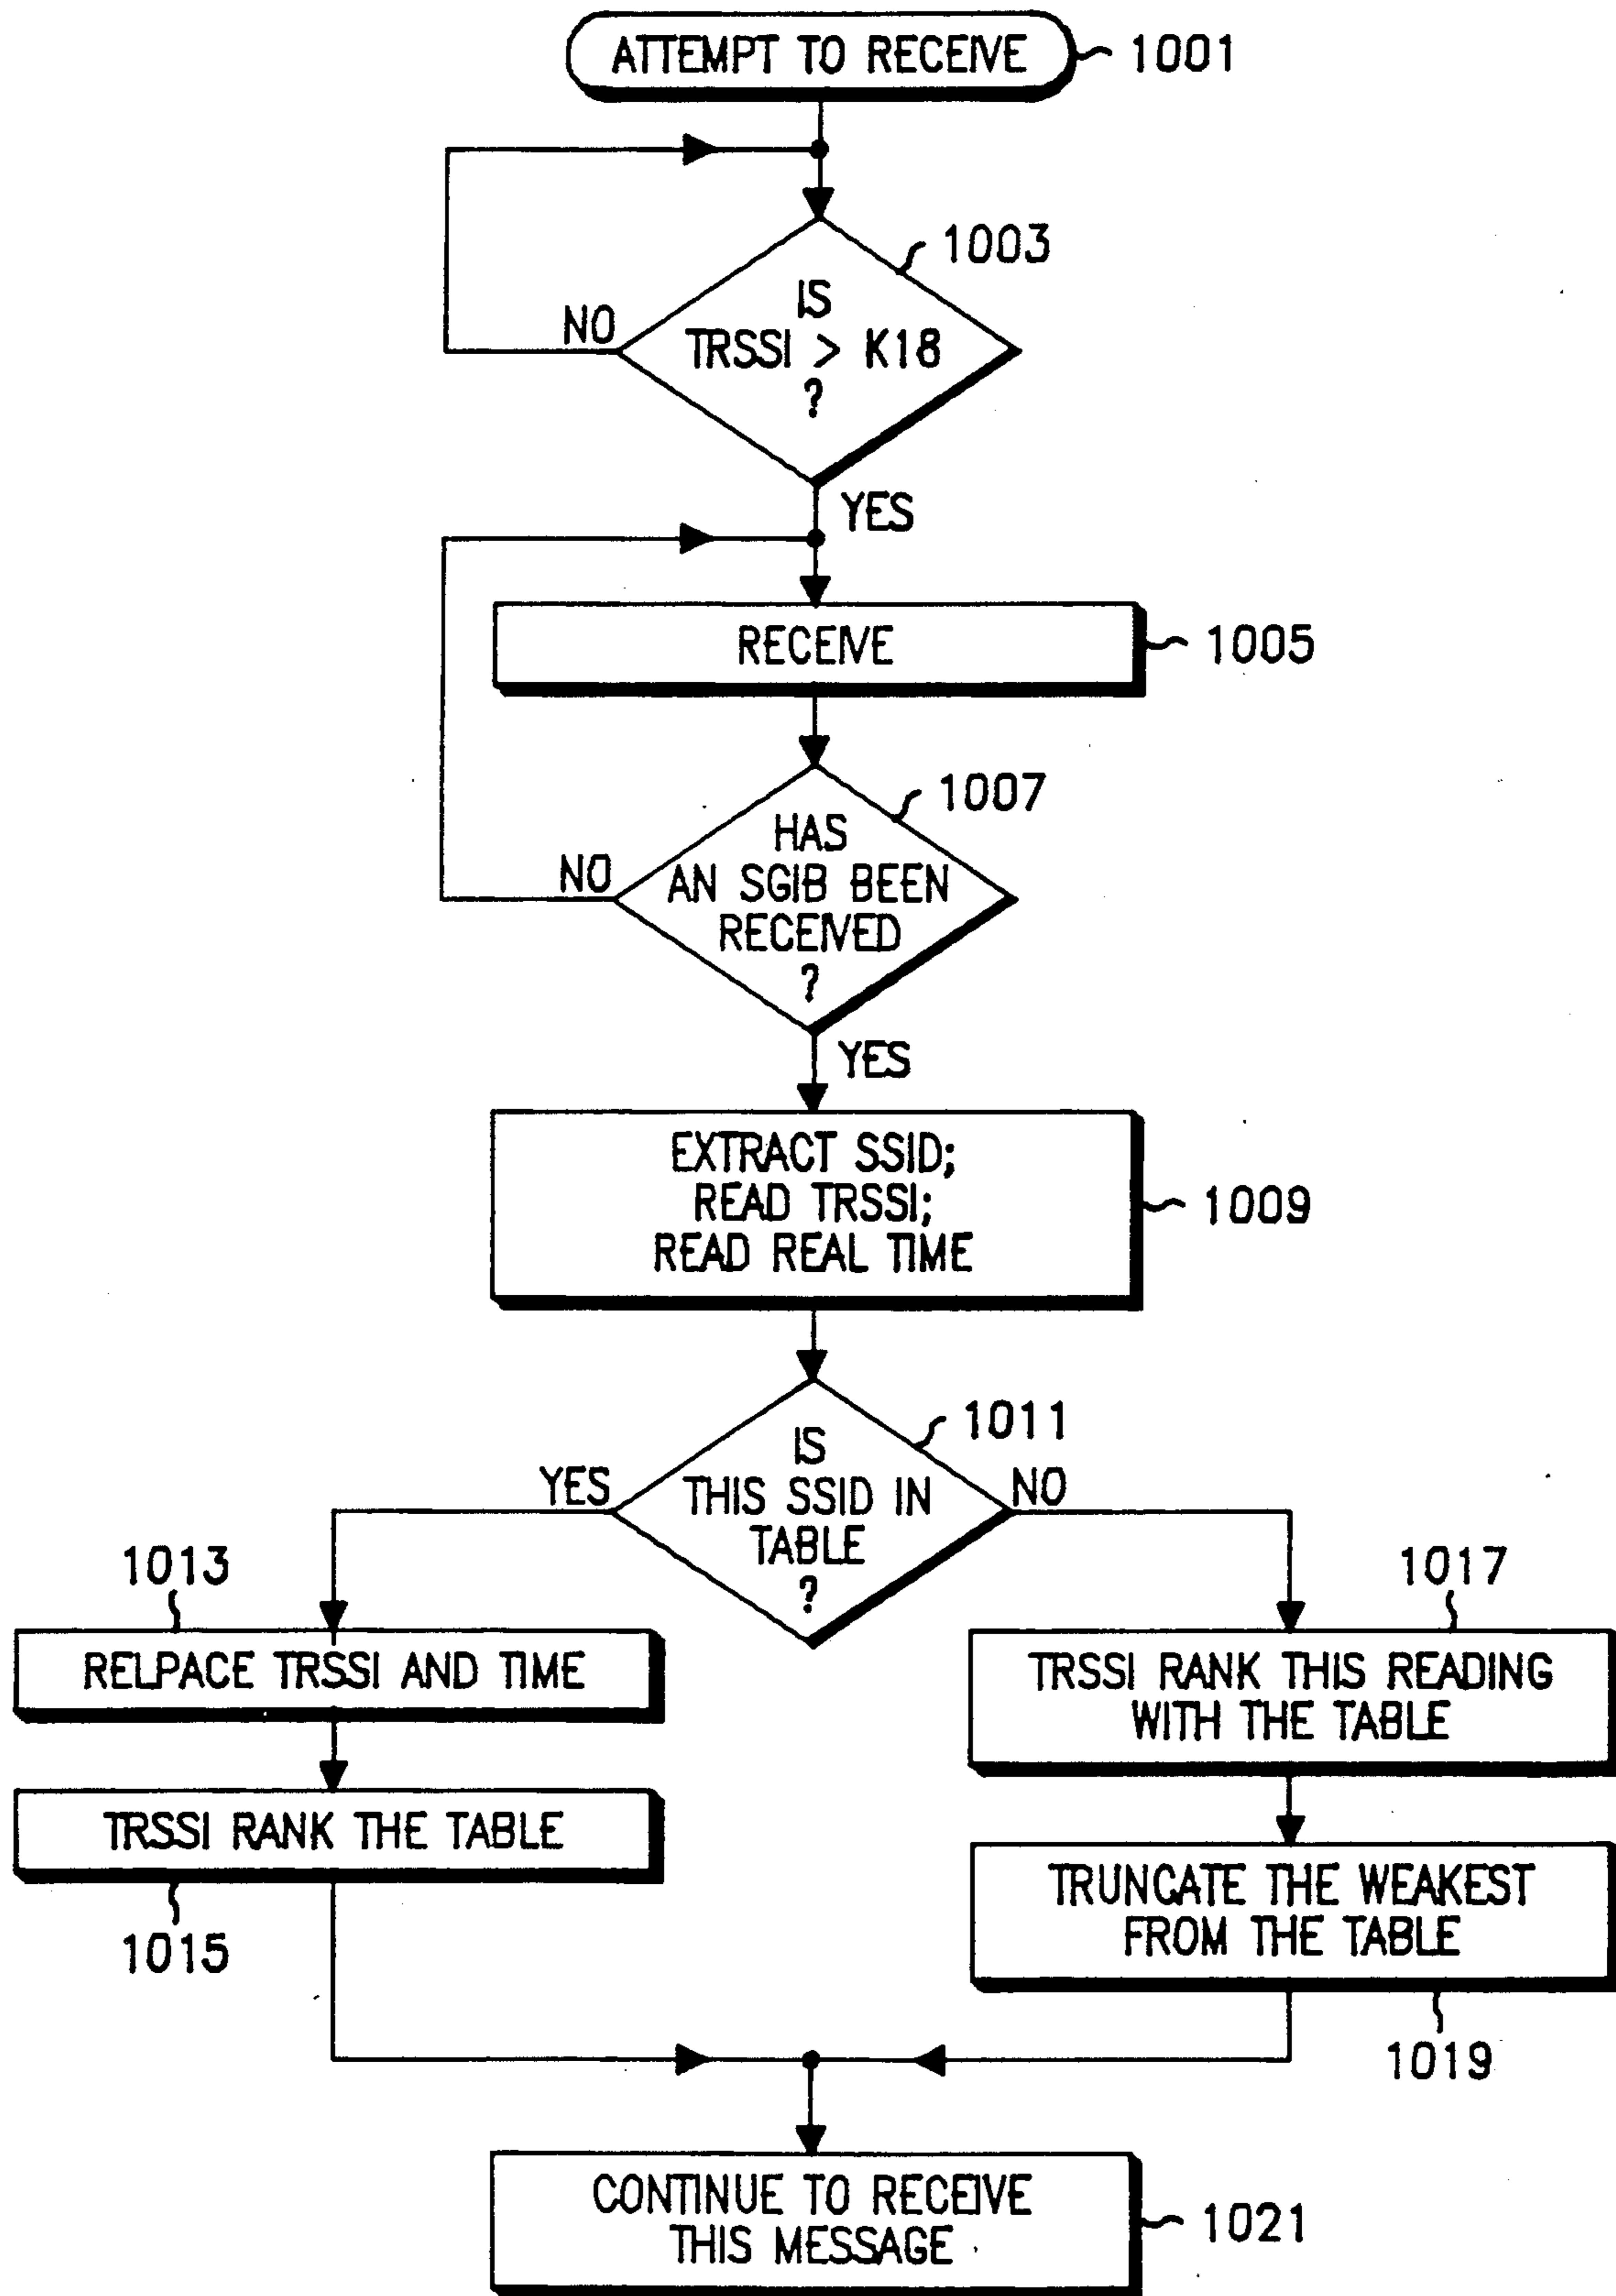 ATTEMPT TO RECEIVE
1001
1003
IS
TRSSI > K18
?
NO
YES
RECEIVE
1005
1007
HAS
AN SGIB BEEN
RECEIVED
?
NO
YES
EXTRACT SSID;
READ TRSSI;
READ REAL TIME
1009
1011
IS
THIS SSID IN
TABLE
?
YES
NO
1013
RELPACE TRSSI AND TIME
TRSSI RANK THE TABLE
1015
1017
TRSSI RANK THIS READING
WITH THE TABLE
TRUNCATE THE WEAKEST
FROM THE TABLE
1019
CONTINUE TO RECEIVE
THIS MESSAGE
1021